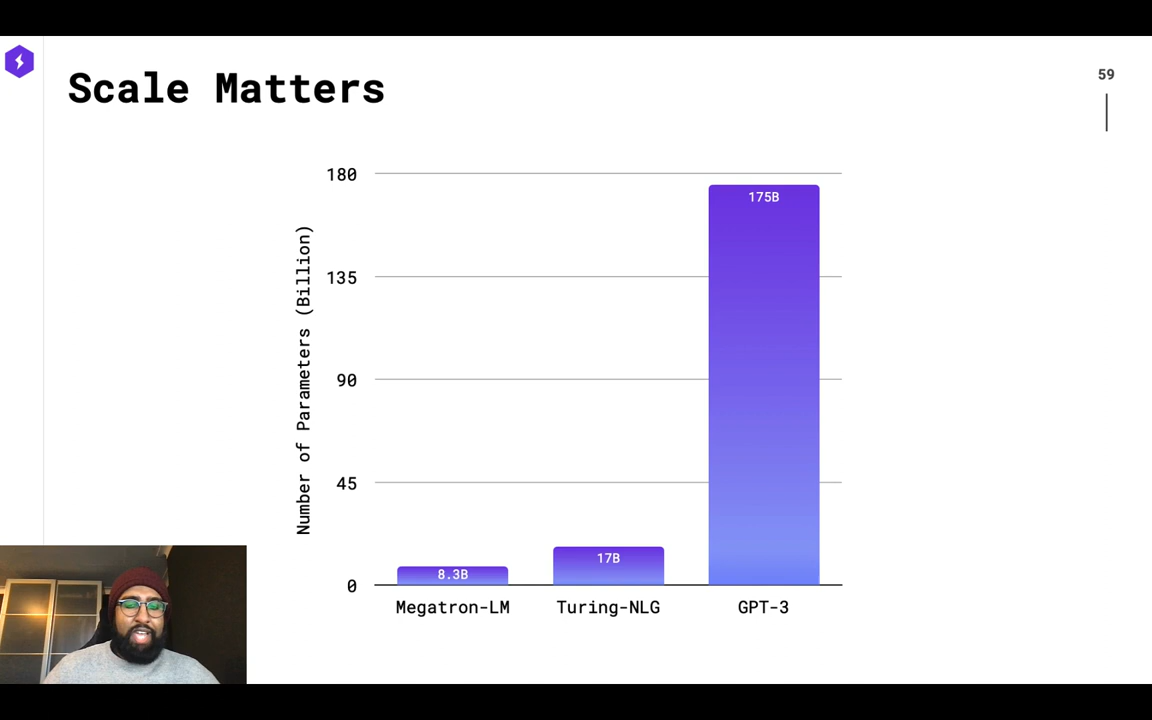 Scale Matters
59
180
135
90
45
0
Number of Parameters (Billion)
8.3B
17B
175B
Megatron-LM
Turing-NLG
GPT-3